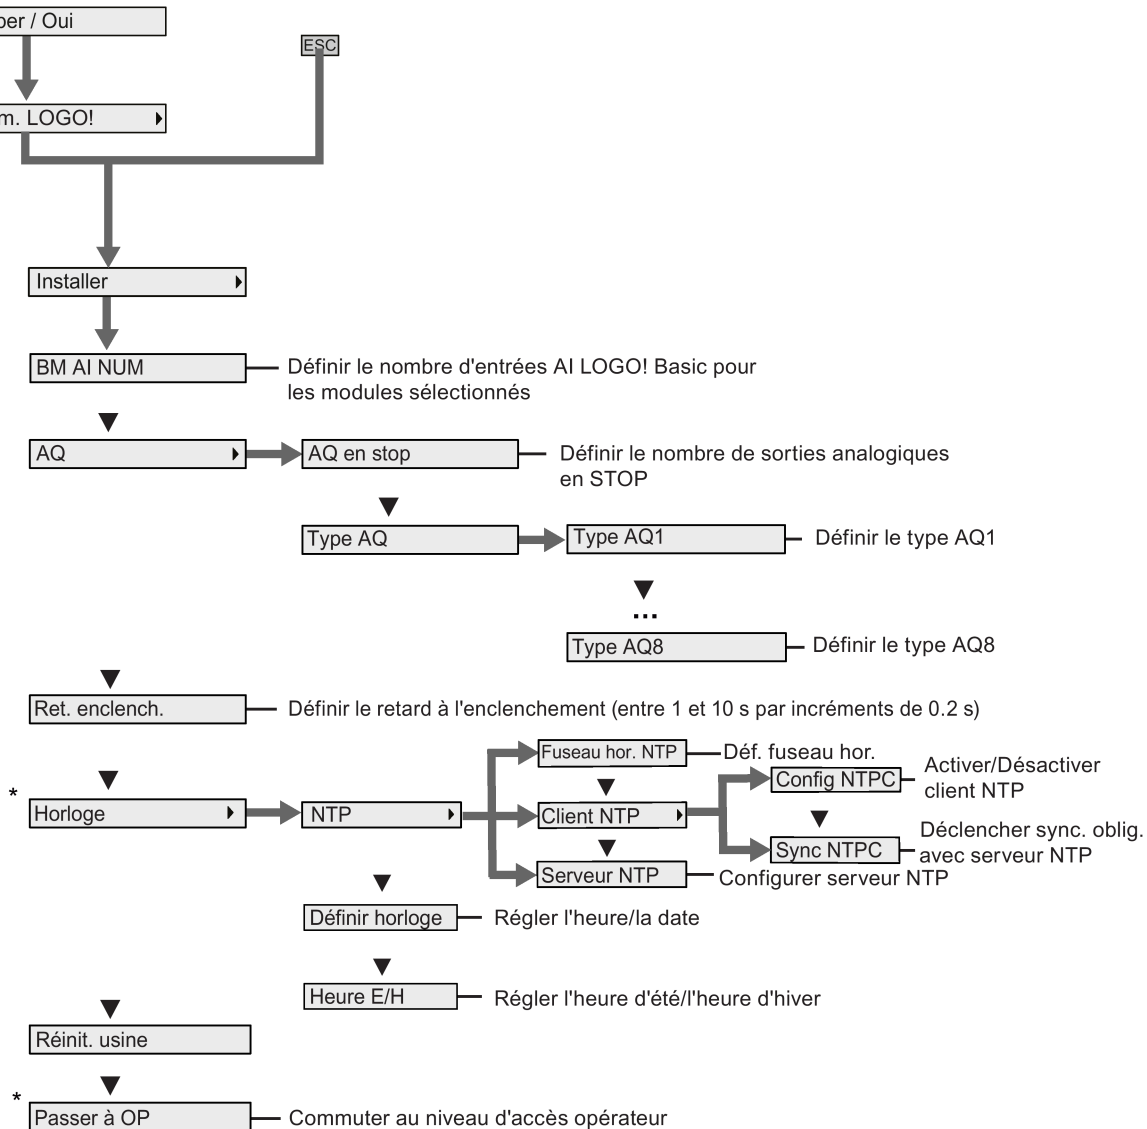 per / Oui
ESC
m. LOGO!
Installer
BM AI NUM
Définir le nombre d'entrées AI LOGO! Basic pour
les modules sélectionnés
AQ
AQ en stop
Définir le nombre de sorties analogiques
en STOP
Type AQ
Type AQ1
Définir le type AQ1
...
Type AQ8
Définir le type AQ8
Ret. enclench.
Définir le retard à l'enclenchement (entre 1 et 10 s par incréments de 0.2 s)
*
Horloge
NTP
Fuseau hor. NTP
Déf. fuseau hor.
Client NTP
Config NTPC
Activer/Désactiver
client NTP
Sync NTPC
Déclencher sync. oblig.
avec serveur NTP
Serveur NTP
Configurer serveur NTP
Définir horloge
Régler l'heure/la date
Heure E/H
Régler l'heure d'été/l'heure d'hiver
Réinit. usine
*
Passer à OP
Commuter au niveau d'accès opérateur